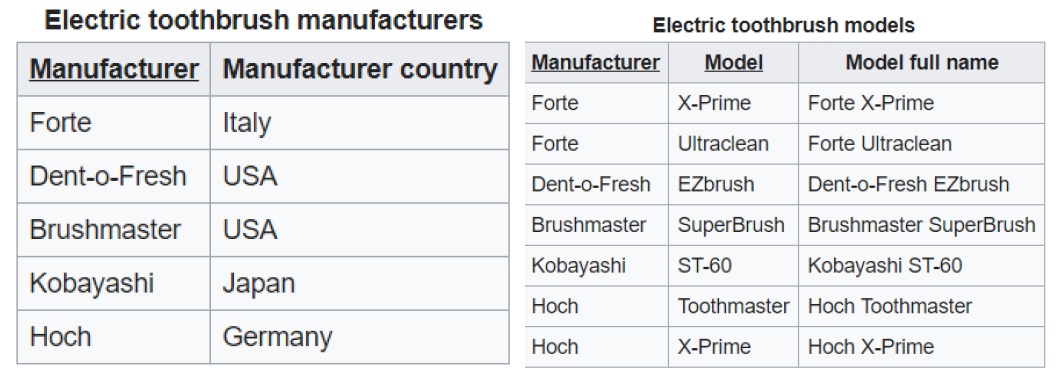 Electric toothbrush manufacturers
Manufacturer Manufacturer country
Forte Italy
Dent-o-Fresh USA
Brushmaster USA
Kobayashi Japan
Hoch Germany
Electric toothbrush models
Manufacturer Model Model full name
Forte X-Prime Forte X-Prime
Forte Ultraclean Forte Ultraclean
Dent-o-Fresh EZbrush Dent-o-Fresh EZbrush
Brushmaster SuperBrush Brushmaster SuperBrush
Kobayashi ST-60 Kobayashi ST-60
Hoch Toothmaster Hoch Toothmaster
Hoch X-Prime Hoch X-Prime